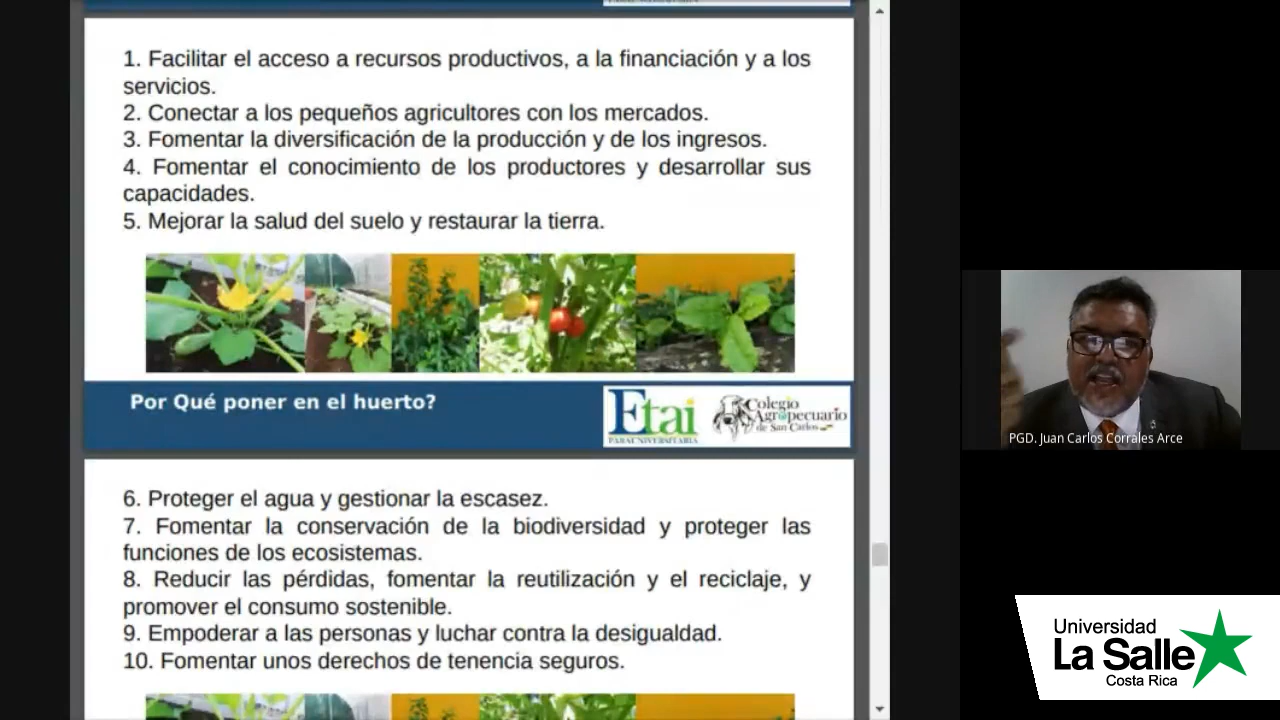 1. Facilitar el acceso a recursos productivos, a la financiación y a los
servicios.
2. Conectar a los pequeños agricultores con los mercados.
3. Fomentar la diversificación de la producción y de los ingresos.
4. Fomentar el conocimiento de los productores y desarrollar sus
capacidades.
5. Mejorar la salud del suelo y restaurar la tierra.
Por Qué poner en el huerto?
Etai
PARAUNIVERSITARIA
Colegio
Agropecuario
de San Carlos
6. Proteger el agua y gestionar la escasez.
7. Fomentar la conservación de la biodiversidad y proteger las
funciones de los ecosistemas.
8. Reducir las pérdidas, fomentar la reutilización y el reciclaje, y
promover el consumo sostenible.
9. Empoderar a las personas y luchar contra la desigualdad.
10. Fomentar unos derechos de tenencia seguros.
PGD. Juan Carlos Corrales Arce
Universidad
La Salle
Costa Rica